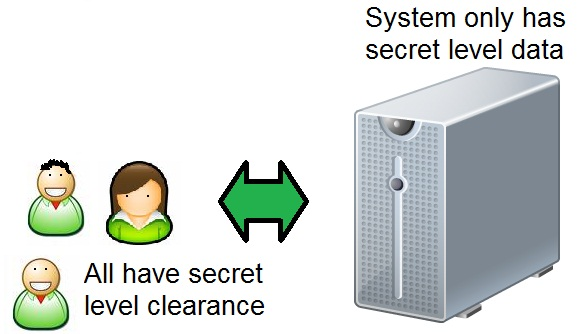 System only has
secret level data
All have secret
level clearance